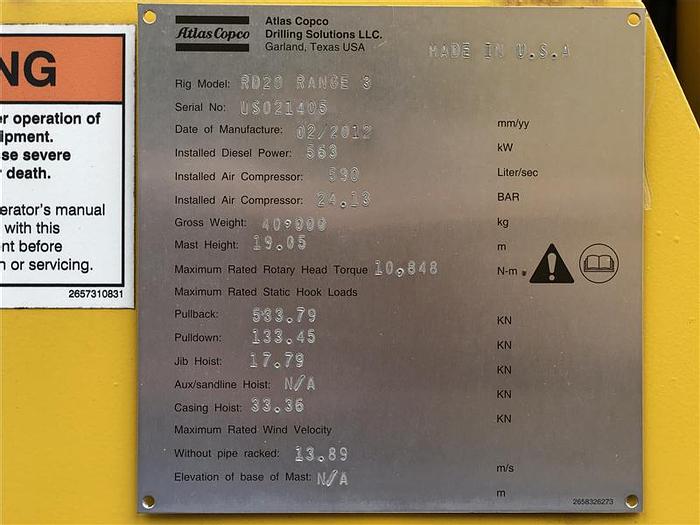 NG
r operation of
ipment.
se severe
r death.
erator's manual
with this
nt before
n or servicing.
2657310831
Atlas Copco
Atlas Copco
Drilling Solutions LLC.
Garland, Texas USA
MADE IN U.S.A
Rig Model: RD20 RANGE 3
Serial No: US021405
Date of Manufacture: 02/2012 mm/yy
Installed Diesel Power: 563 kW
Installed Air Compressor: 590 Liter/sec
Installed Air Compressor: 24.13 BAR
Gross Weight: 40,000 kg
Mast Height: 19.05 m
Maximum Rated Rotary Head Torque 10,848 N-m
Maximum Rated Static Hook Loads
Pullback: 533.79 KN
Pulldown: 133.45 KN
Jib Hoist: 17.79 KN
Aux/sandline Hoist: N/A KN
Casing Hoist: 33.36 KN
Maximum Rated Wind Velocity
Without pipe racked: 13.89 m/s
Elevation of base of Mast: N/A m
2658326273